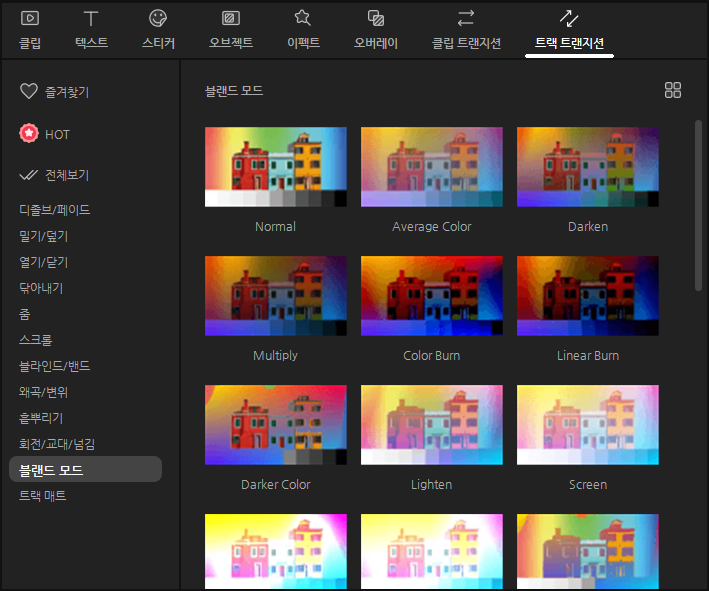 클립 텍스트 스티커 오브젝트 이펙트 오버레이 클립 트랜지션 트랙 트랜지션
즐겨찾기
HOT
전체보기
디졸브/페이드
밀기/덮기
열기/닫기
닦아내기
줌
스크롤
블라인드/밴드
왜곡/변위
흩뿌리기
회전/교대/넘김
블랜드 모드
트랙 매트
블랜드 모드
Normal Average Color Darken
Multiply Color Burn Linear Burn
Darker Color Lighten Screen